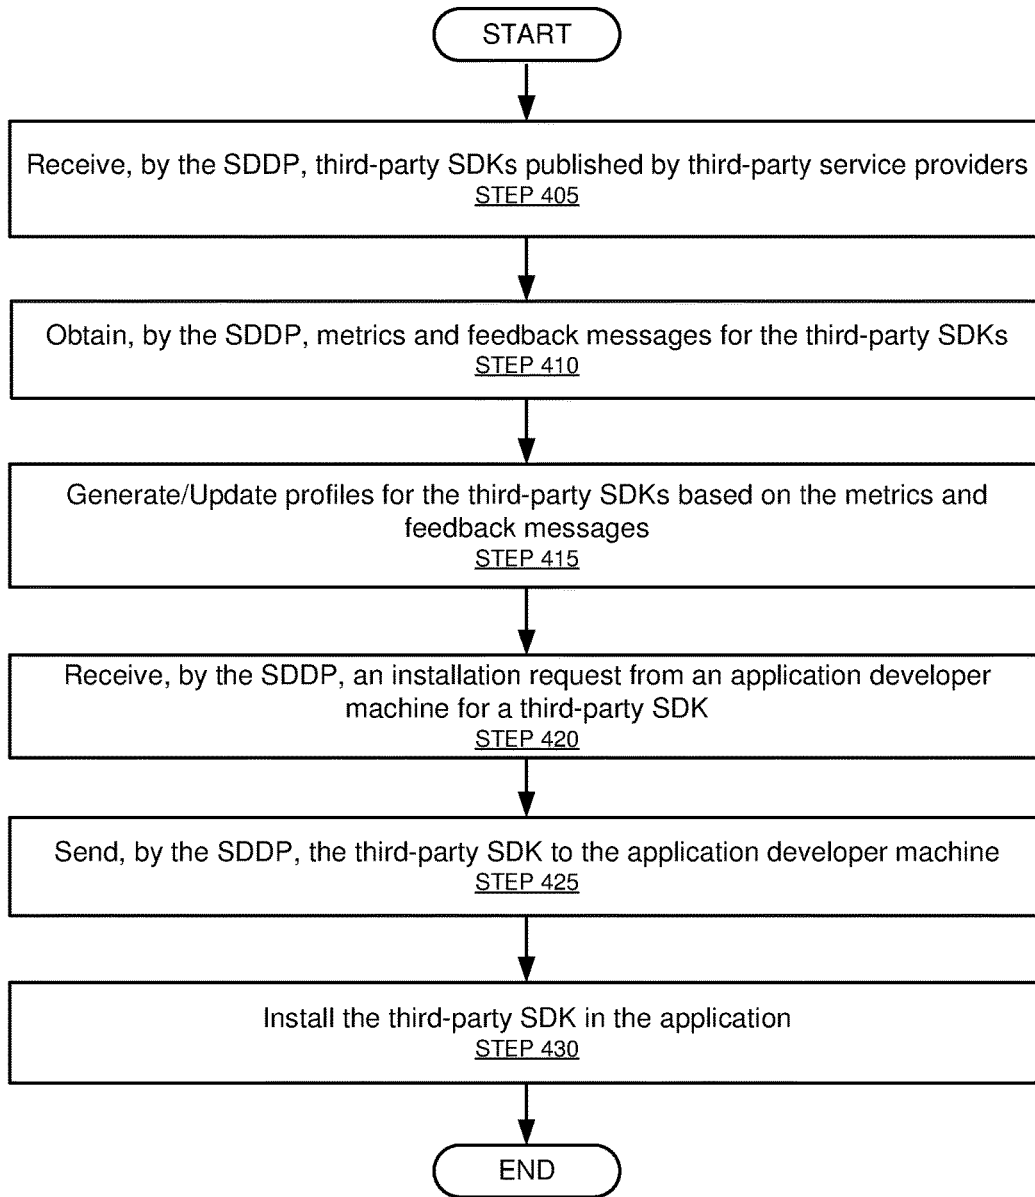 START
Receive, by the SDDP, third-party SDKs published by third-party service providers
STEP 405
Obtain, by the SDDP, metrics and feedback messages for the third-party SDKs
STEP 410
Generate/Update profiles for the third-party SDKs based on the metrics and
feedback messages
STEP 415
Receive, by the SDDP, an installation request from an application developer
machine for a third-party SDK
STEP 420
Send, by the SDDP, the third-party SDK to the application developer machine
STEP 425
Install the third-party SDK in the application
STEP 430
END